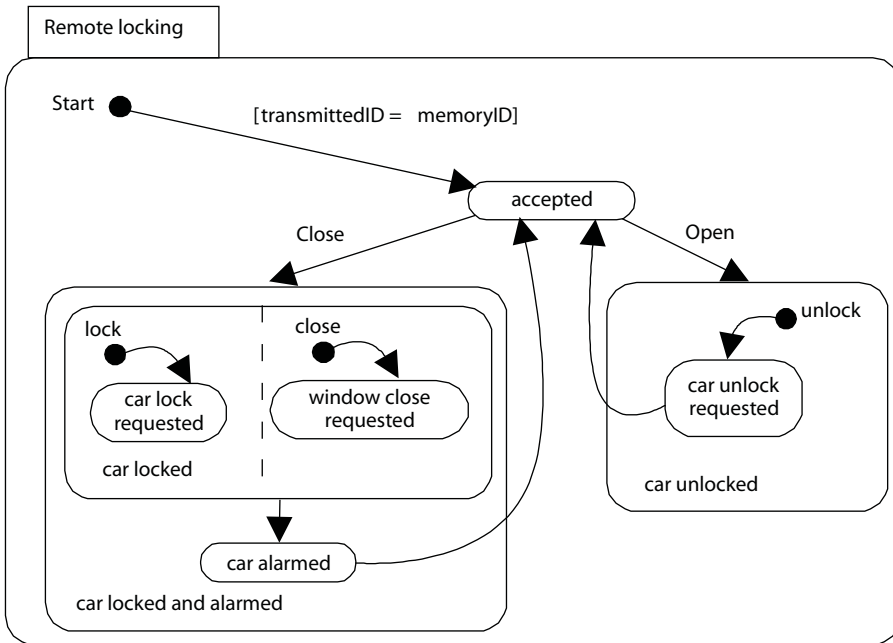 Remote locking
Start
[transmittedID = memoryID]
accepted
Close
Open
lock
close
unlock
car lock
requested
window close
requested
car unlock
requested
car locked
car unlocked
car alarmed
car locked and alarmed